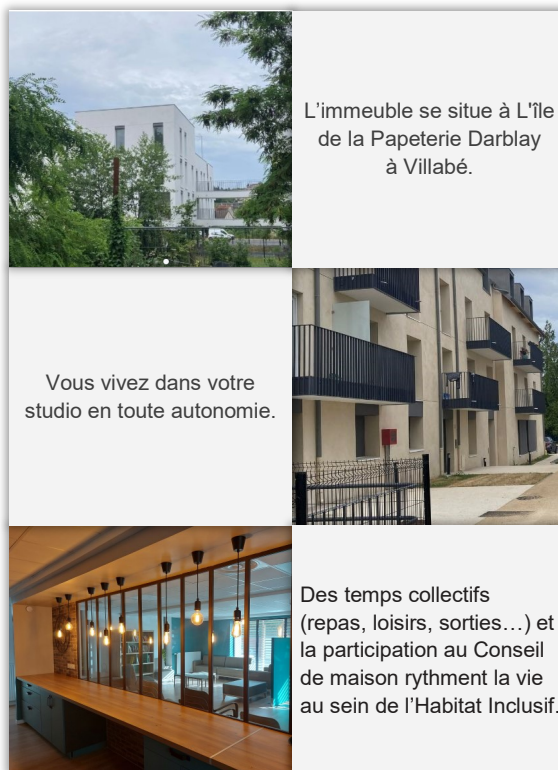 L’immeuble se situe à L'île
de la Papeterie Darblay
à Villabé.
Vous vivez dans votre
studio en toute autonomie.
Des temps collectifs
(repas, loisirs, sorties…) et
la participation au Conseil
de maison rythment la vie
au sein de l’Habitat Inclusif.